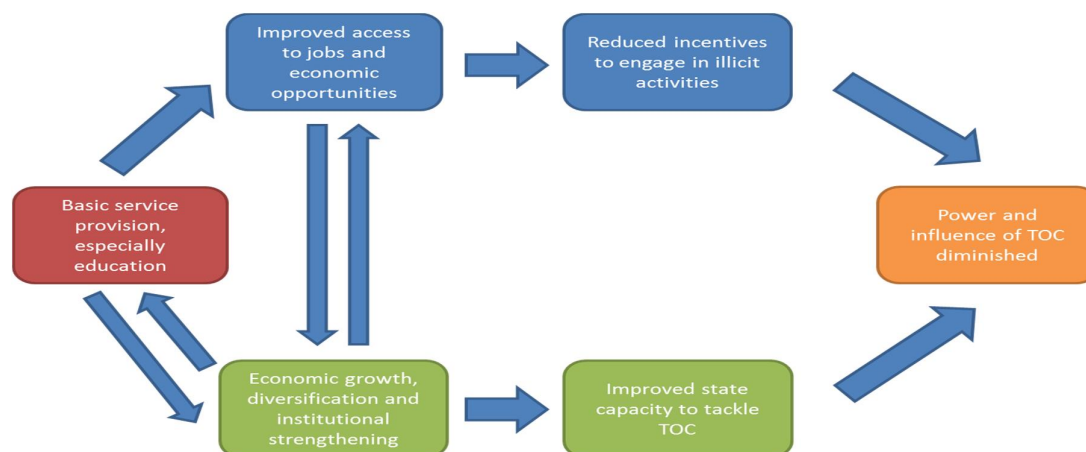 Improved access
to jobs and
economic
opportunities
Reduced incentives
to engage in illicit
activities
Basic service
provision,
especially
education
Power and
influence of TOC
diminished
Economic growth,
diversification and
institutional
strengthening
Improved state
capacity to tackle
TOC